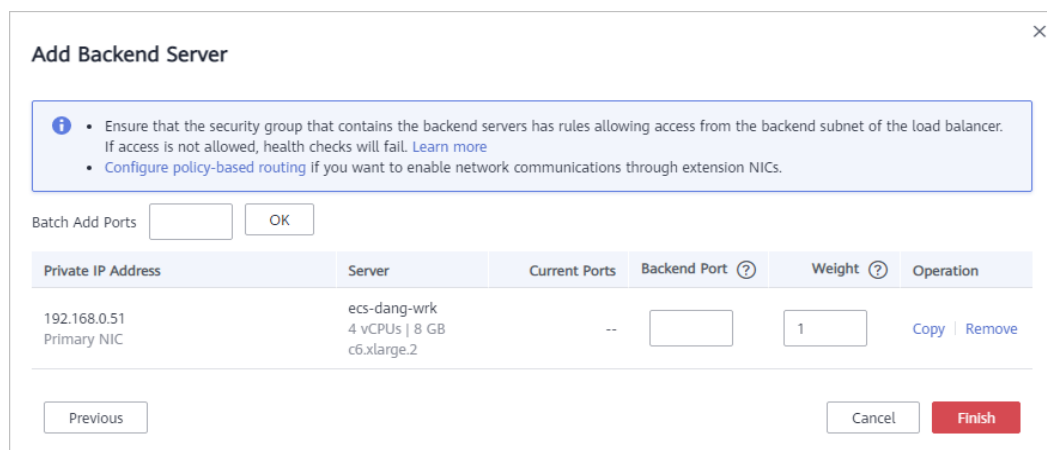 Add Backend Server
Ensure that the security group that contains the backend servers has rules allowing access from the backend subnet of the load balancer.
If access is not allowed, health checks will fail. Learn more
Configure policy-based routing if you want to enable network communications through extension NICs.
Batch Add Ports OK
Private IP Address Server Current Ports Backend Port Weight Operation
192.168.0.51
Primary NIC
ecs-dang-wrk
4 vCPUs | 8 GB
c6.xlarge.2
-- 1 Copy Remove
Previous Cancel Finish